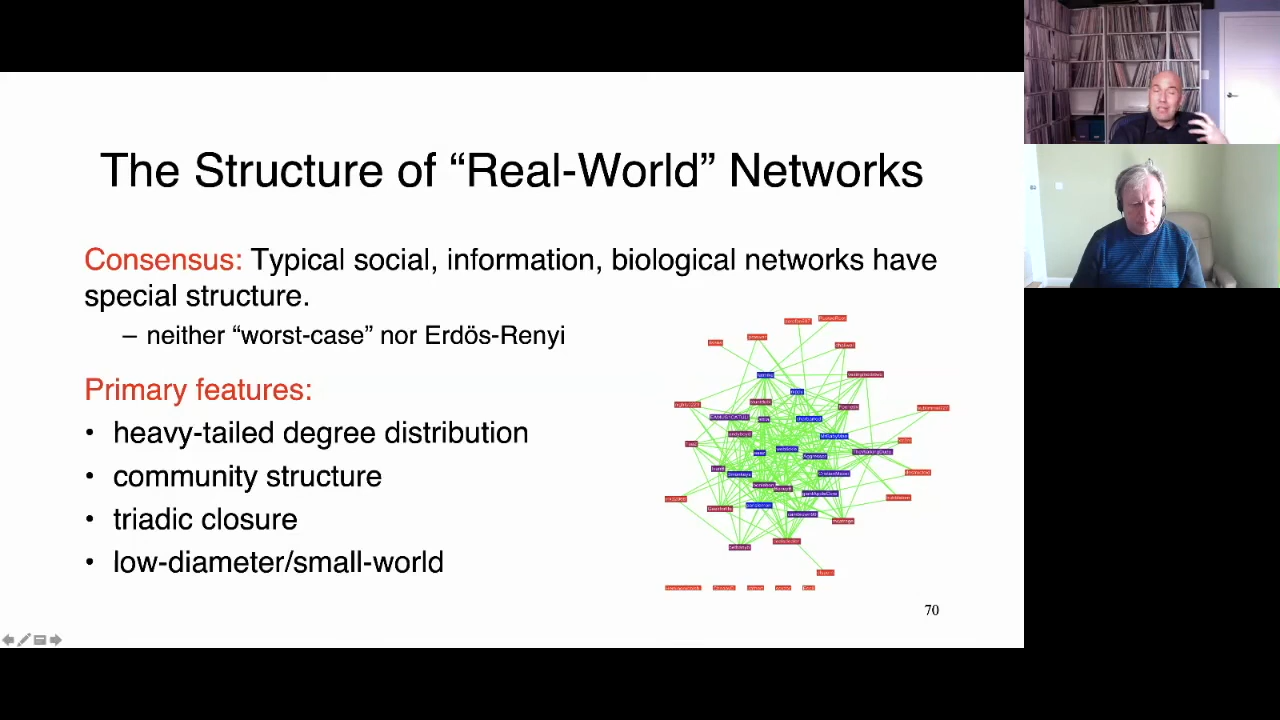 The Structure of “Real-World” Networks
Consensus: Typical social, information, biological networks have
special structure.
– neither “worst-case” nor Erdös-Renyi
Primary features:
• heavy-tailed degree distribution
• community structure
• triadic closure
• low-diameter/small-world
70